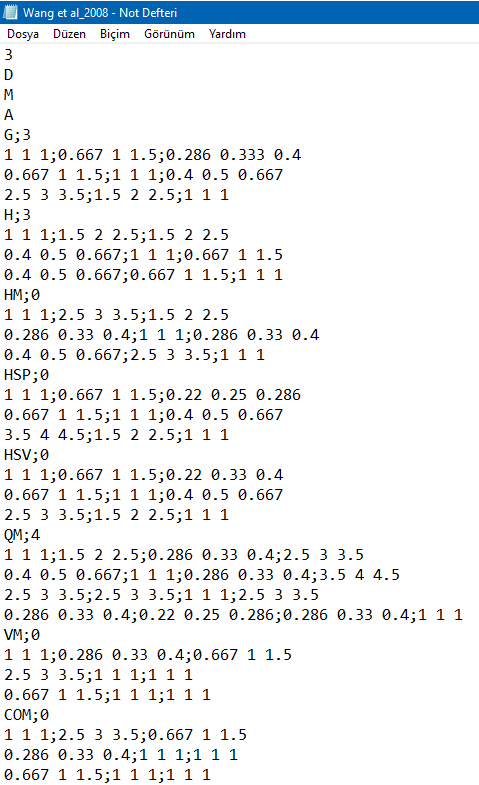 Wang et al_2008 - Not Defteri
Dosya Düzen Biçim Görünüm Yardım
3
D
M
A
G;3
1 1 1;0.667 1 1.5;0.286 0.333 0.4
0.667 1 1.5;1 1 1;0.4 0.5 0.667
2.5 3 3.5;1.5 2 2.5;1 1 1
H;3
1 1 1;1.5 2 2.5;1.5 2 2.5
0.4 0.5 0.667;1 1 1;0.667 1 1.5
0.4 0.5 0.667;0.667 1 1.5;1 1 1
HM;0
1 1 1;2.5 3 3.5;1.5 2 2.5
0.286 0.33 0.4;1 1 1;0.286 0.33 0.4
0.4 0.5 0.667;2.5 3 3.5;1 1 1
HSP;0
1 1 1;0.667 1 1.5;0.22 0.25 0.286
0.667 1 1.5;1 1 1;0.4 0.5 0.667
3.5 4 4.5;1.5 2 2.5;1 1 1
HSV;0
1 1 1;0.667 1 1.5;0.22 0.33 0.4
0.667 1 1.5;1 1 1;0.4 0.5 0.667
2.5 3 3.5;1.5 2 2.5;1 1 1
QM;4
1 1 1;1.5 2 2.5;0.286 0.33 0.4;2.5 3 3.5
0.4 0.5 0.667;1 1 1;0.286 0.33 0.4;3.5 4 4.5
2.5 3 3.5;2.5 3 3.5;1 1 1;2.5 3 3.5
0.286 0.33 0.4;0.22 0.25 0.286;0.286 0.33 0.4;1 1 1
VM;0
1 1 1;0.286 0.33 0.4;0.667 1 1.5
2.5 3 3.5;1 1 1;1 1 1
0.667 1 1.5;1 1 1;1 1 1
COM;0
1 1 1;2.5 3 3.5;0.667 1 1.5
0.286 0.33 0.4;1 1 1;1 1 1
0.667 1 1.5;1 1 1;1 1 1